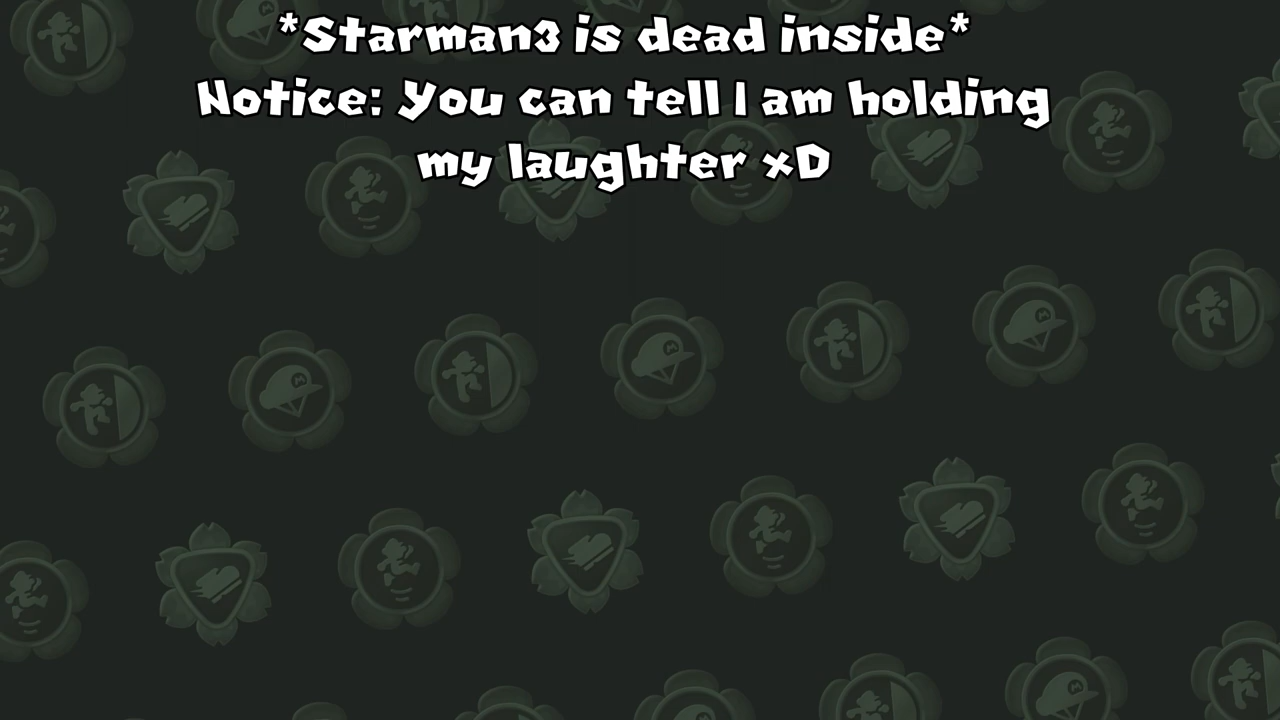 *Starman3 is dead inside*
Notice: You can tell I am holding
my laughter xD